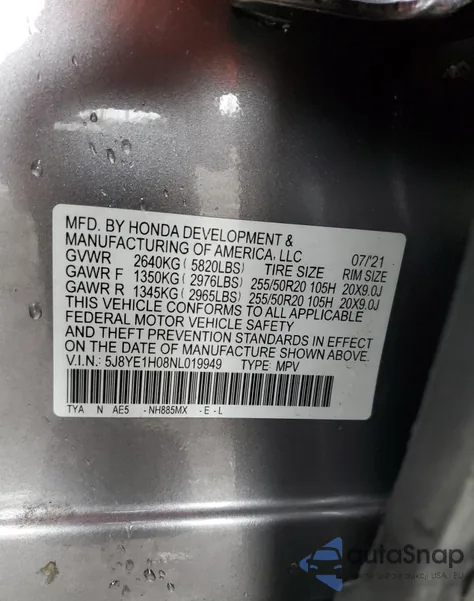 MFD. BY HONDA DEVELOPMENT &
MANUFACTURING OF AMERICA, LLC 07/'21
GVWR 2640KG ( 5820LBS) TIRE SIZE RIM SIZE
GAWR F 1350KG ( 2976LBS) 255/50R20 105H 20X9.0J
GAWR R 1345KG ( 2965LBS) 255/50R20 105H 20X9.0J
THIS VEHICLE CONFORMS TO ALL APPLICABLE
FEDERAL MOTOR VEHICLE SAFETY
AND THEFT PREVENTION STANDARDS IN EFFECT
ON THE DATE OF MANUFACTURE SHOWN ABOVE.
V.I.N.: 5J8YE1H08NL019949 TYPE: MPV
TYA N AE5 -NH885MX -E-L
autoSnap
USA | EU